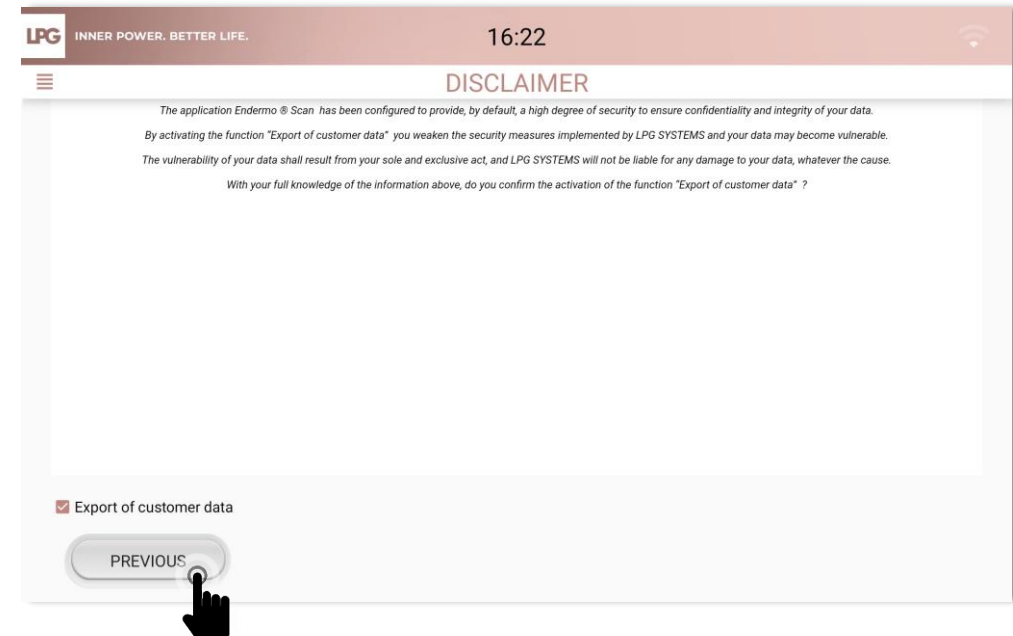 LPG INNER POWER. BETTER LIFE.
16:22
DISCLAIMER
The application Endermo ® Scan has been configured to provide, by default, a high degree of security to ensure confidentiality and integrity of your data.
By activating the function "Export of customer data" you weaken the security measures implemented by LPG SYSTEMS and your data may become vulnerable.
The vulnerability of your data shall result from your sole and exclusive act, and LPG SYSTEMS will not be liable for any damage to your data, whatever the cause.
With your full knowledge of the information above, do you confirm the activation of the function "Export of customer data" ?
Export of customer data
PREVIOUS